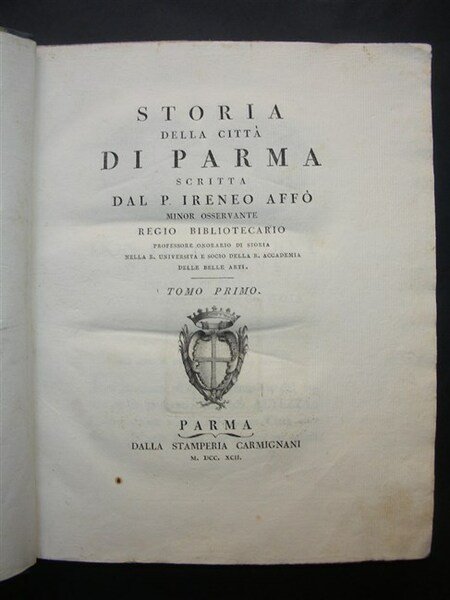 STORIA
DELLA CITTÀ
DI PARMA
SCRITTA
DAL P. IRENEO AFFÒ
MINOR OSSERVANTE
REGIO BIBLIOTECARIO
PROFESSORE ONORARIO DI STORIA
NELLA R. UNIVERSITA E SOCIO DELLA R. ACCADEMIA
DELLE BELLE ARTI.
TOMO PRIMO.
PARMA
DALLA STAMPERIA CARMIGNANI
M. DCC. XCII.